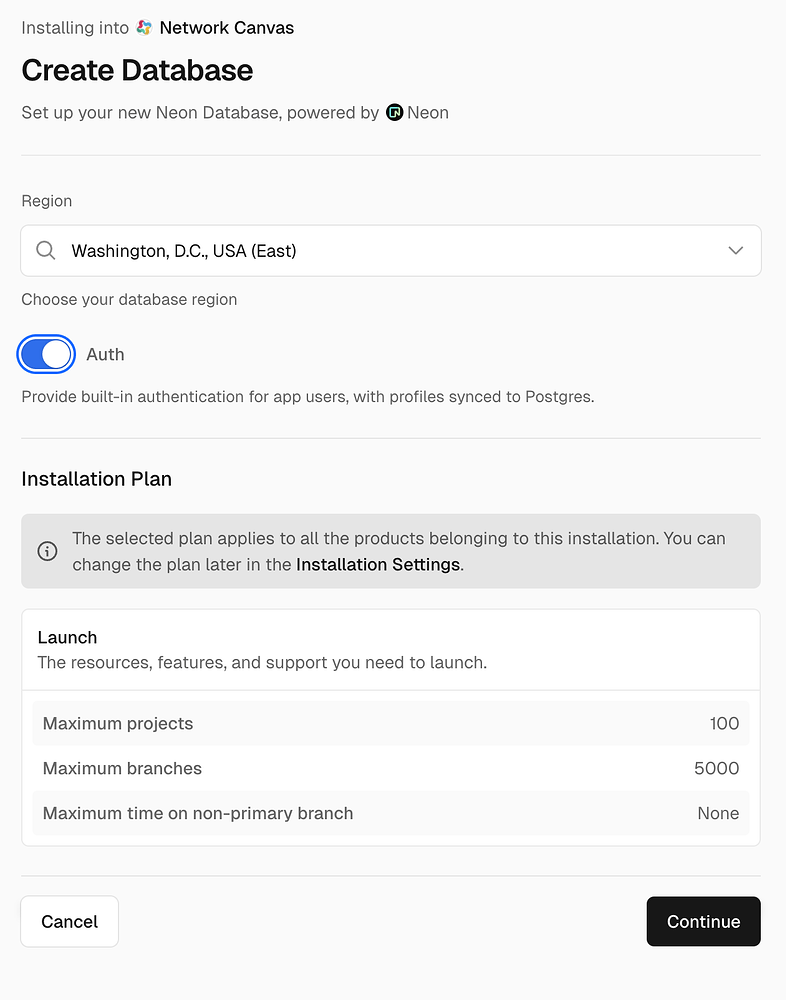 Installing into Network Canvas
Create Database
Set up your new Neon Database, powered by Neon
Region
Washington, D.C., USA (East)
Choose your database region
Auth
Provide built-in authentication for app users, with profiles synced to Postgres.
Installation Plan
The selected plan applies to all the products belonging to this installation. You can
change the plan later in the Installation Settings.
Launch
The resources, features, and support you need to launch.
Maximum projects 100
Maximum branches 5000
Maximum time on non-primary branch None
Cancel Continue